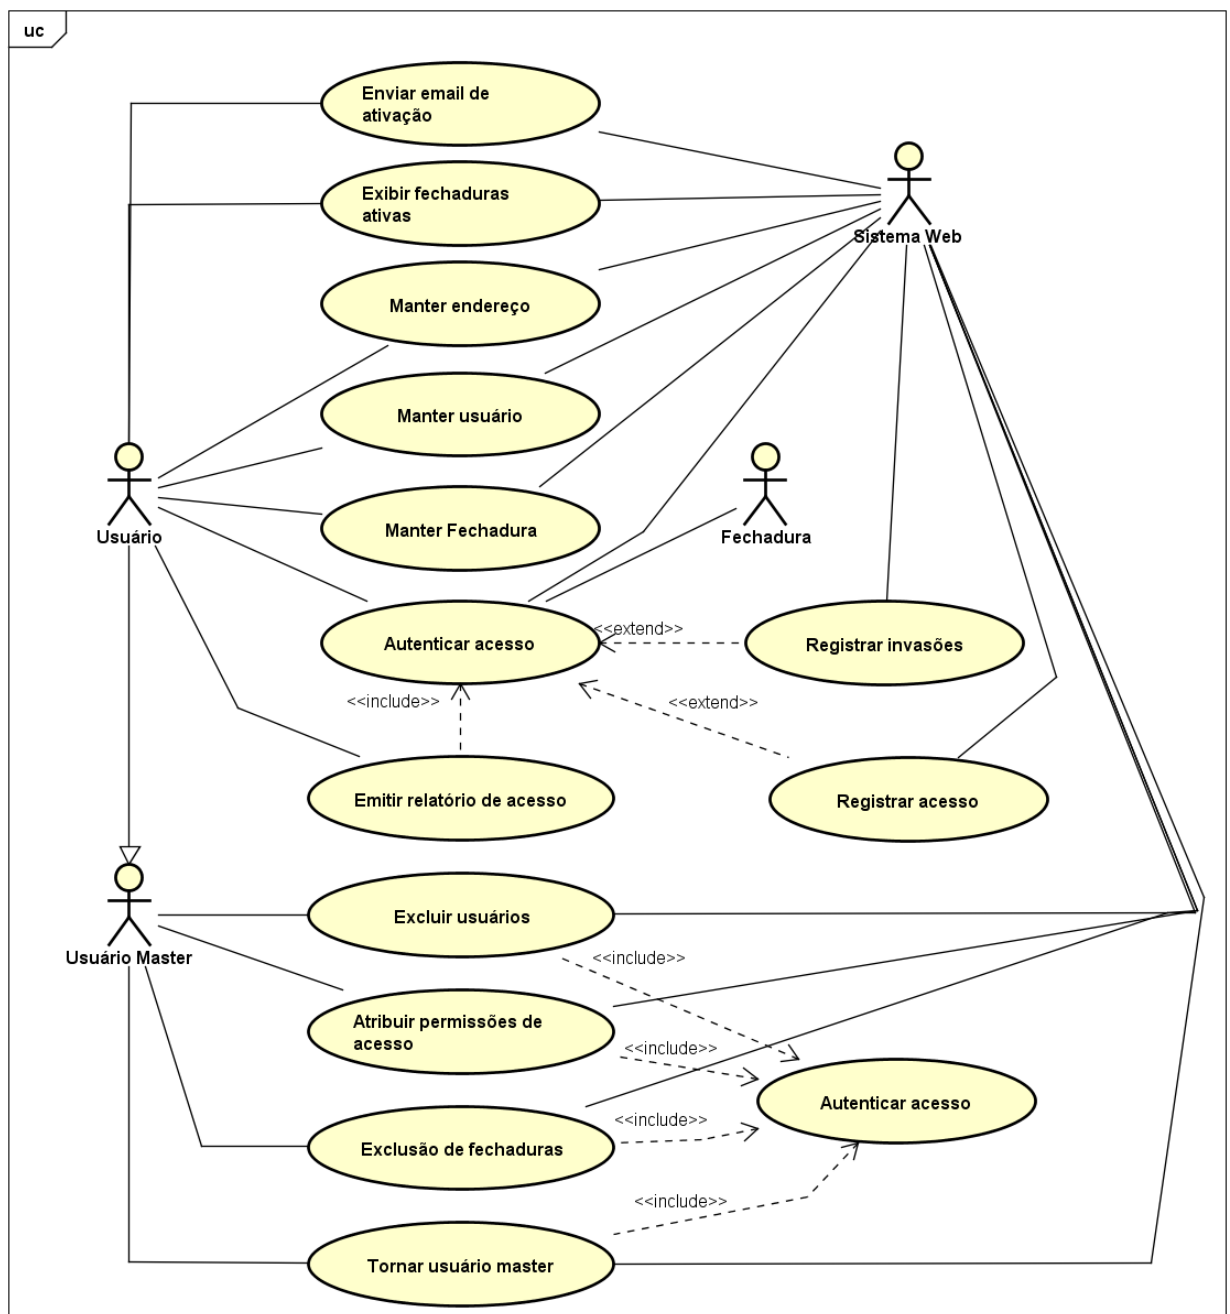 uc
Enviar email de
ativação
Exibir fechaduras
ativas
Sistema Web
Manter endereço
Manter usuário
Manter Fechadura
Usuário
Fechadura
Autenticar acesso
<<extend>>
Registrar invasões
<<include>>
<<extend>>
Emitir relatório de acesso
Registrar acesso
Excluir usuários
Usuário Master
<<include>>
Atribuir permissões de
acesso
<<include>>
Autenticar acesso
<<include>>
Exclusão de fechaduras
<<include>>
Tornar usuário master